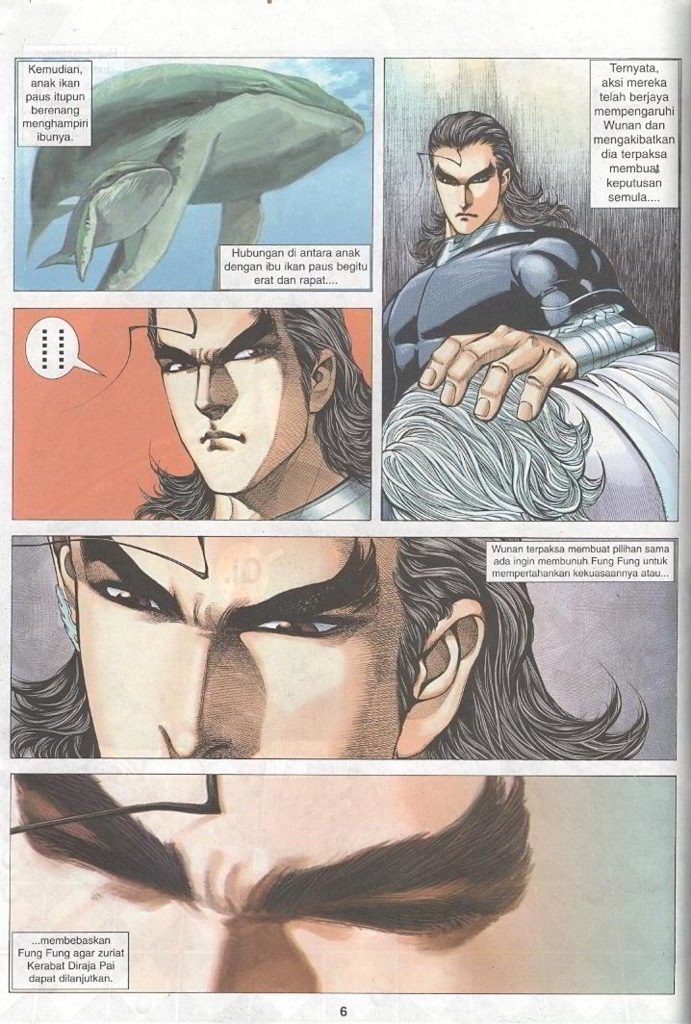 Kemudian,
anak ikan
paus itupun
berenang
menghampiri
ibunya.
Hubungan di antara anak
dengan ibu ikan paus begitu
erat dan rapat....
Ternyata,
aksi mereka
telah berjaya
mempengaruhi
Wunan dan
mengakibatkan
dia terpaksa
membuat
keputusan
semula....
!!!!
Wunan terpaksa membuat pilihan sama
ada ingin membunuh Fung Fung untuk
mempertahankan kekuasaannya atau...
...membebaskan
Fung Fung agar zuriat
Kerabat Diraja Pai
dapat dilanjutkan.
6